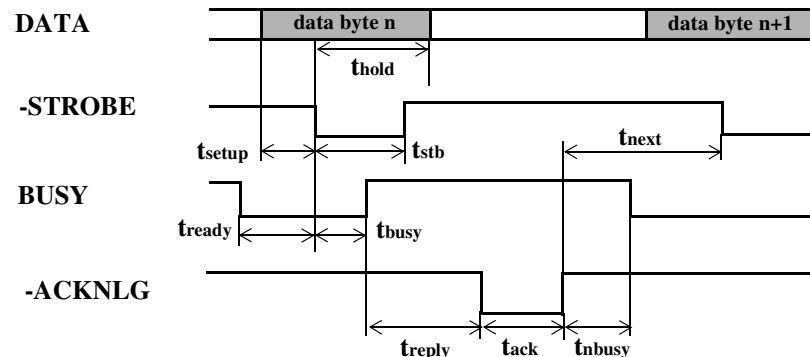 DATA
data byte n
data byte n+1
thold
-STROBE
tsetup
tstb
tnext
BUSY
tready
tbusy
-ACKNLG
treply
tack
tnbusy